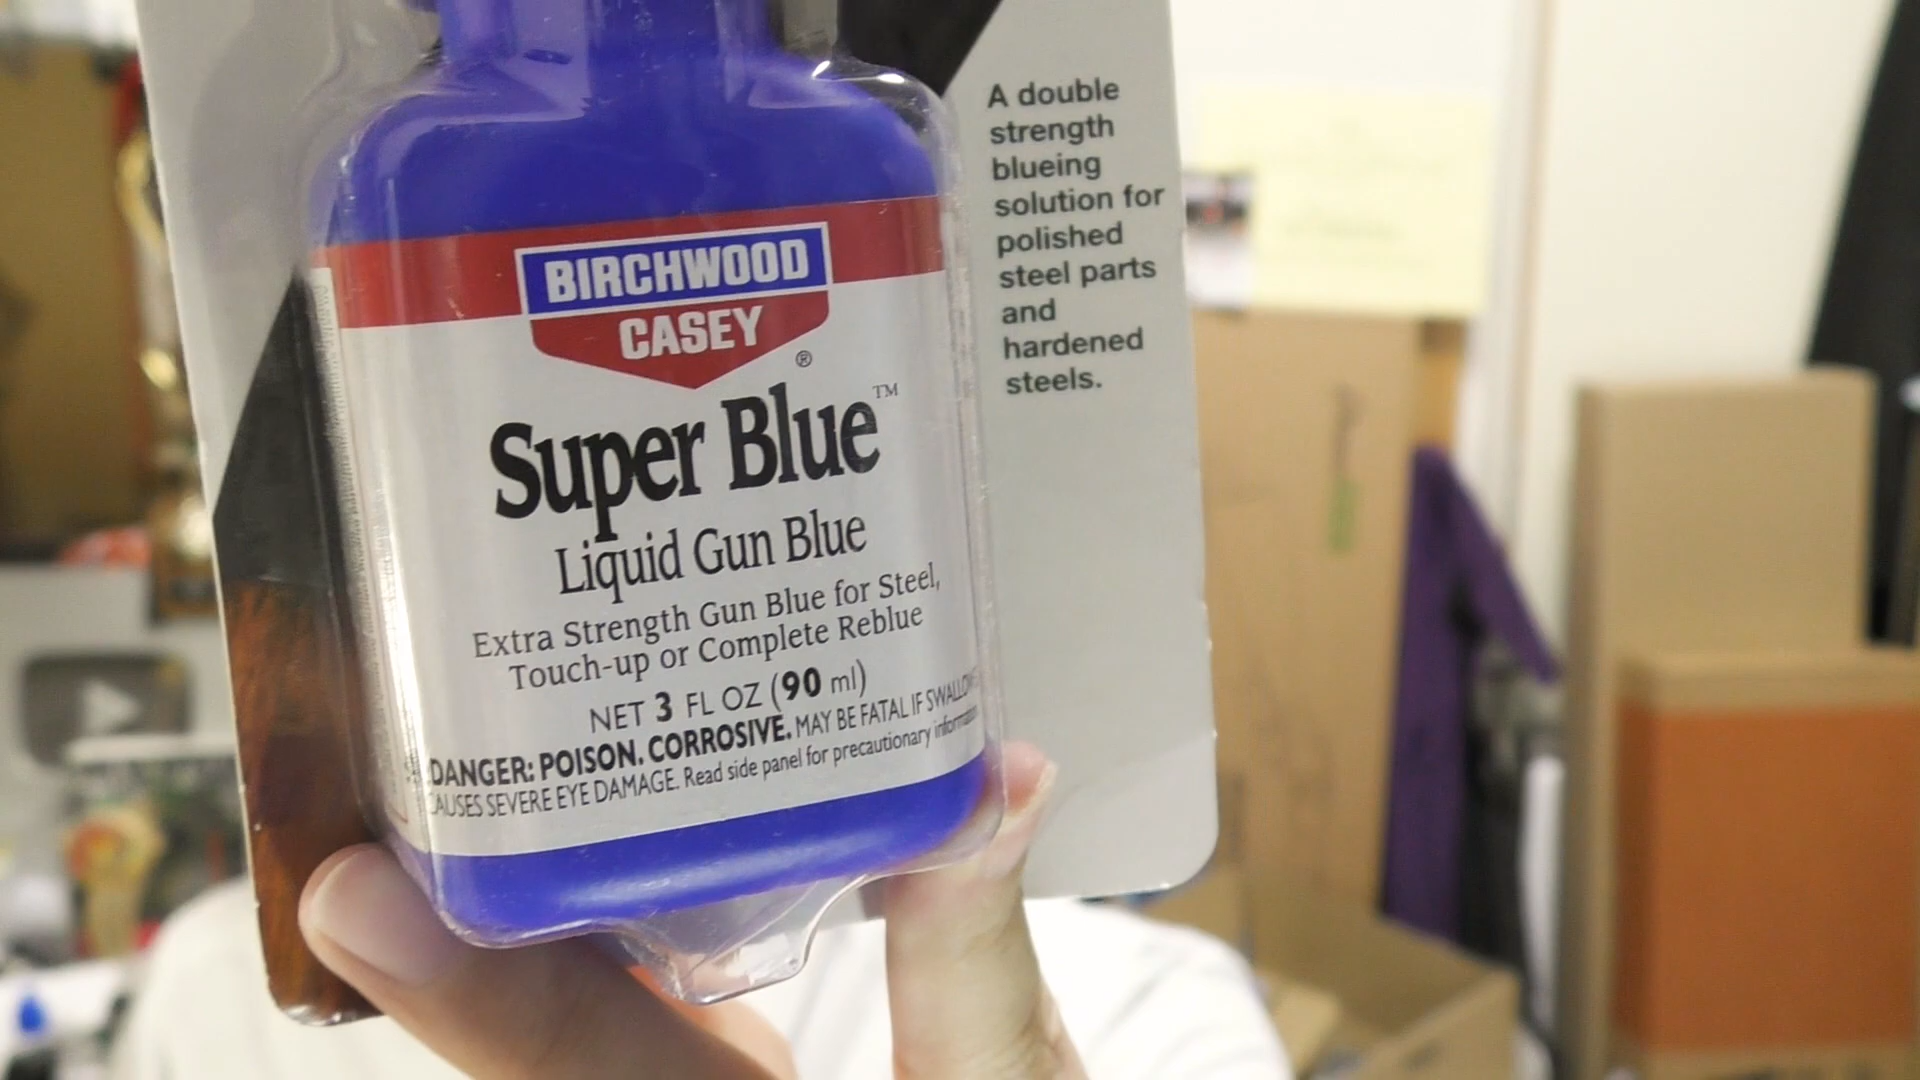 BIRCHWOOD
CASEY
®
Super Blue™
Liquid Gun Blue
Extra Strength Gun Blue for Steel,
Touch-up or Complete Reblue
NET 3 FL OZ (90 ml)
DANGER: POISON. CORROSIVE. MAY BE FATAL IF
AUSES SEVERE EYE DAMAGE. Read side panel for precautionary
A double
strength
blueing
solution for
polished
steel parts
and
hardened
steels.